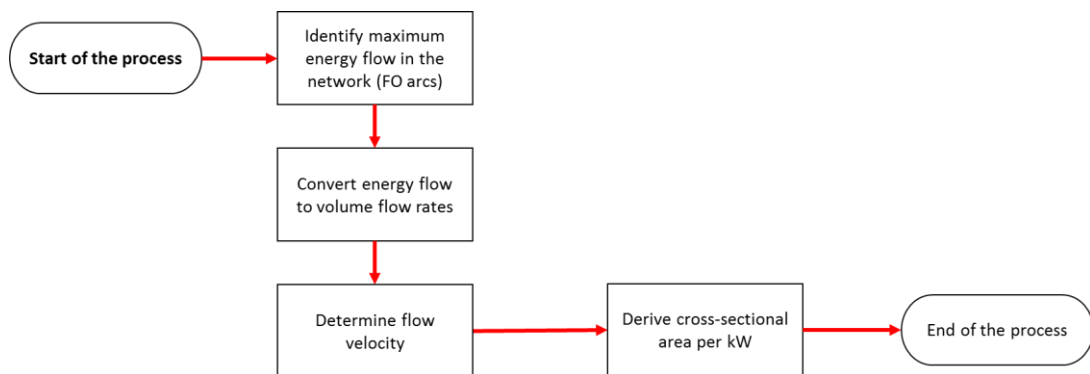 Start of the process
Identify maximum
energy flow in the
network (FO arcs)
Convert energy flow
to volume flow rates
Determine flow
velocity
Derive cross-sectional
area per kW
End of the process